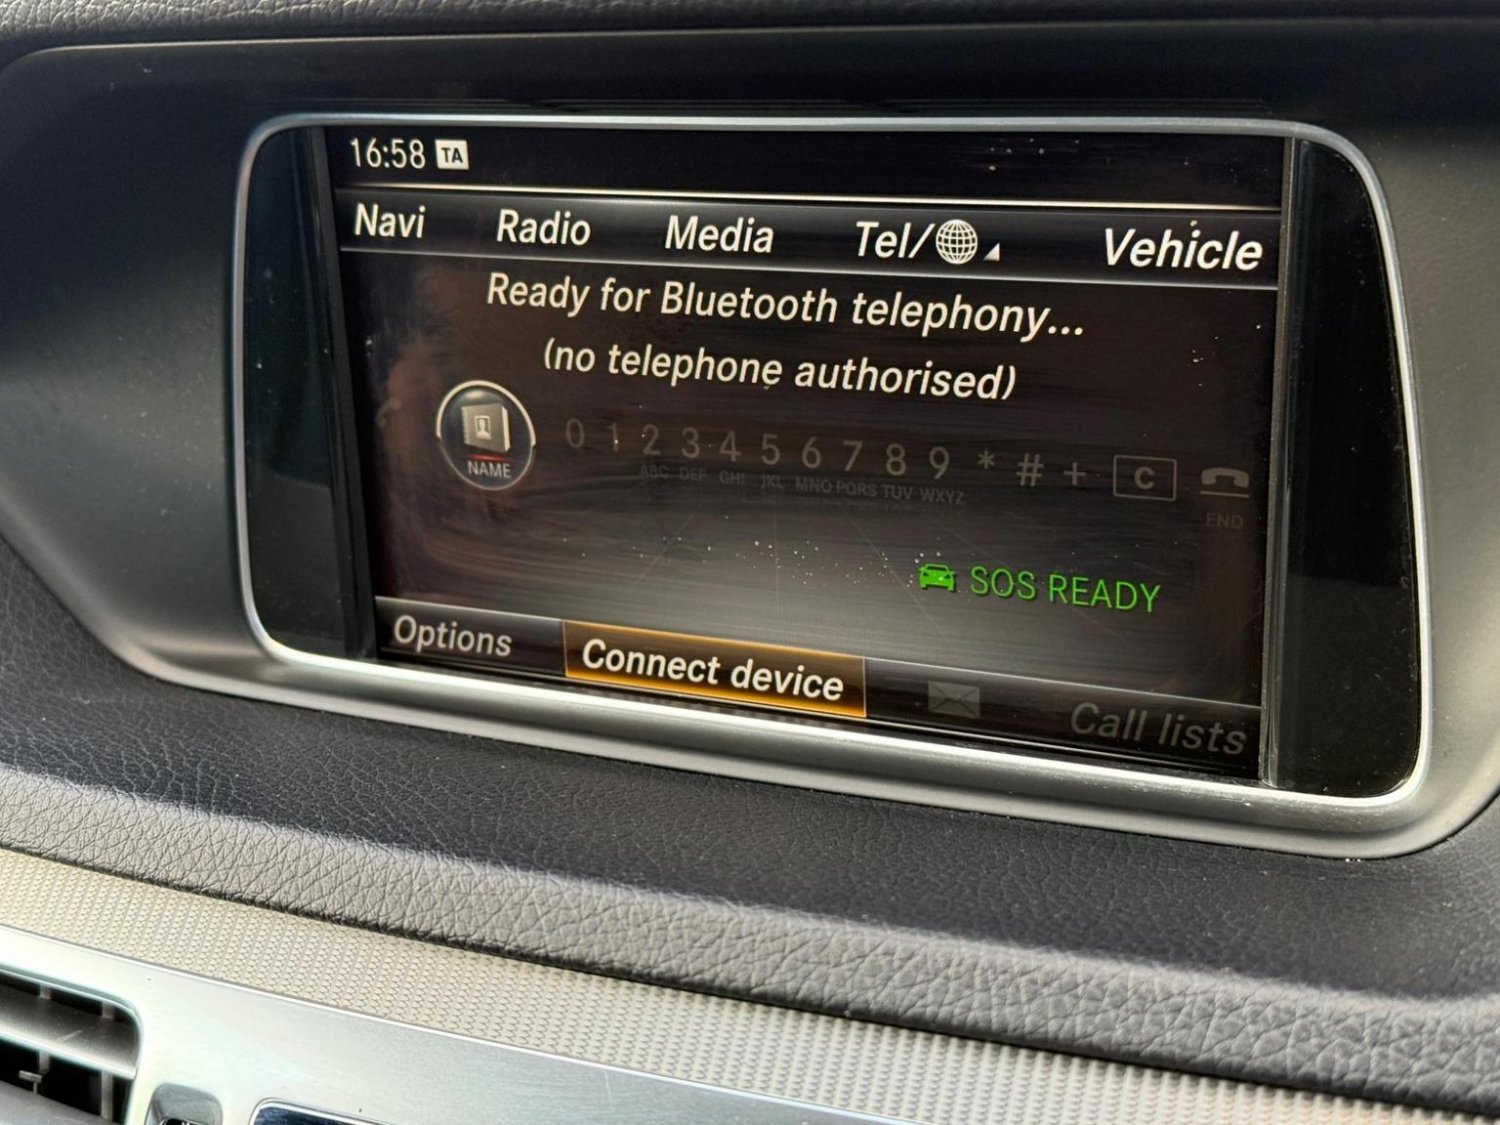 16:58 TA
Navi Radio Media Tel/ Vehicle
Ready for Bluetooth telephony...
(no telephone authorised)
NAME 0 1 2 3 4 5 6 7 8 9 * # + C
ABC DEF GHI JKL MNO PQRS TUV WXYZ
END
SOS READY
Options Connect device Call lists